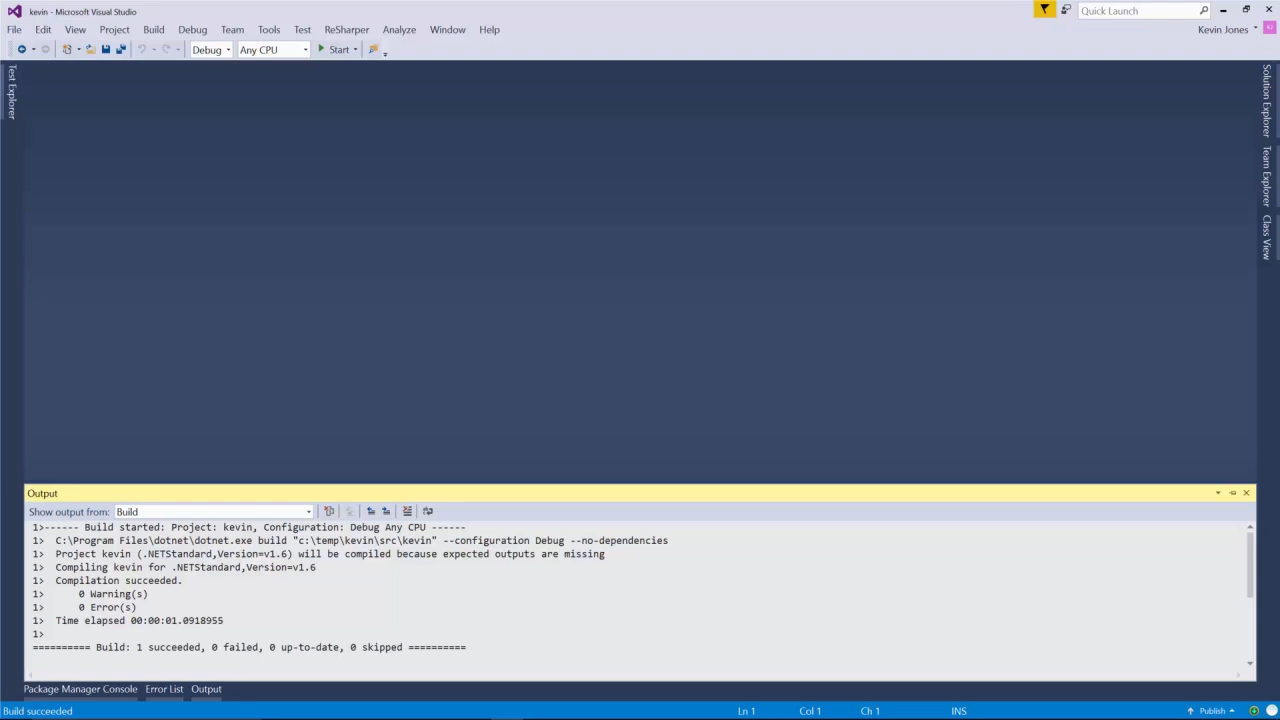 kevin - Microsoft Visual Studio
Quick Launch
File Edit View Project Build Debug Team Tools Test ReSharper Analyze Window Help
Kevin Jones
KJ
Debug Any CPU Start
Test Explorer
Solution Explorer
Team Explorer
Class View
Output
Show output from: Build
1>------ Build started: Project: kevin, Configuration: Debug Any CPU ------
1>  C:\Program Files\dotnet\dotnet.exe build "c:\temp\kevin\src\kevin" --configuration Debug --no-dependencies
1>  Project kevin (.NETStandard,Version=v1.6) will be compiled because expected outputs are missing
1>  Compiling kevin for .NETStandard,Version=v1.6
1>  Compilation succeeded.
1>      0 Warning(s)
1>      0 Error(s)
1>  Time elapsed 00:00:01.0918955
1>
========== Build: 1 succeeded, 0 failed, 0 up-to-date, 0 skipped ==========
Package Manager Console Error List Output
Build succeeded Ln 1 Col 1 Ch 1 INS Publish